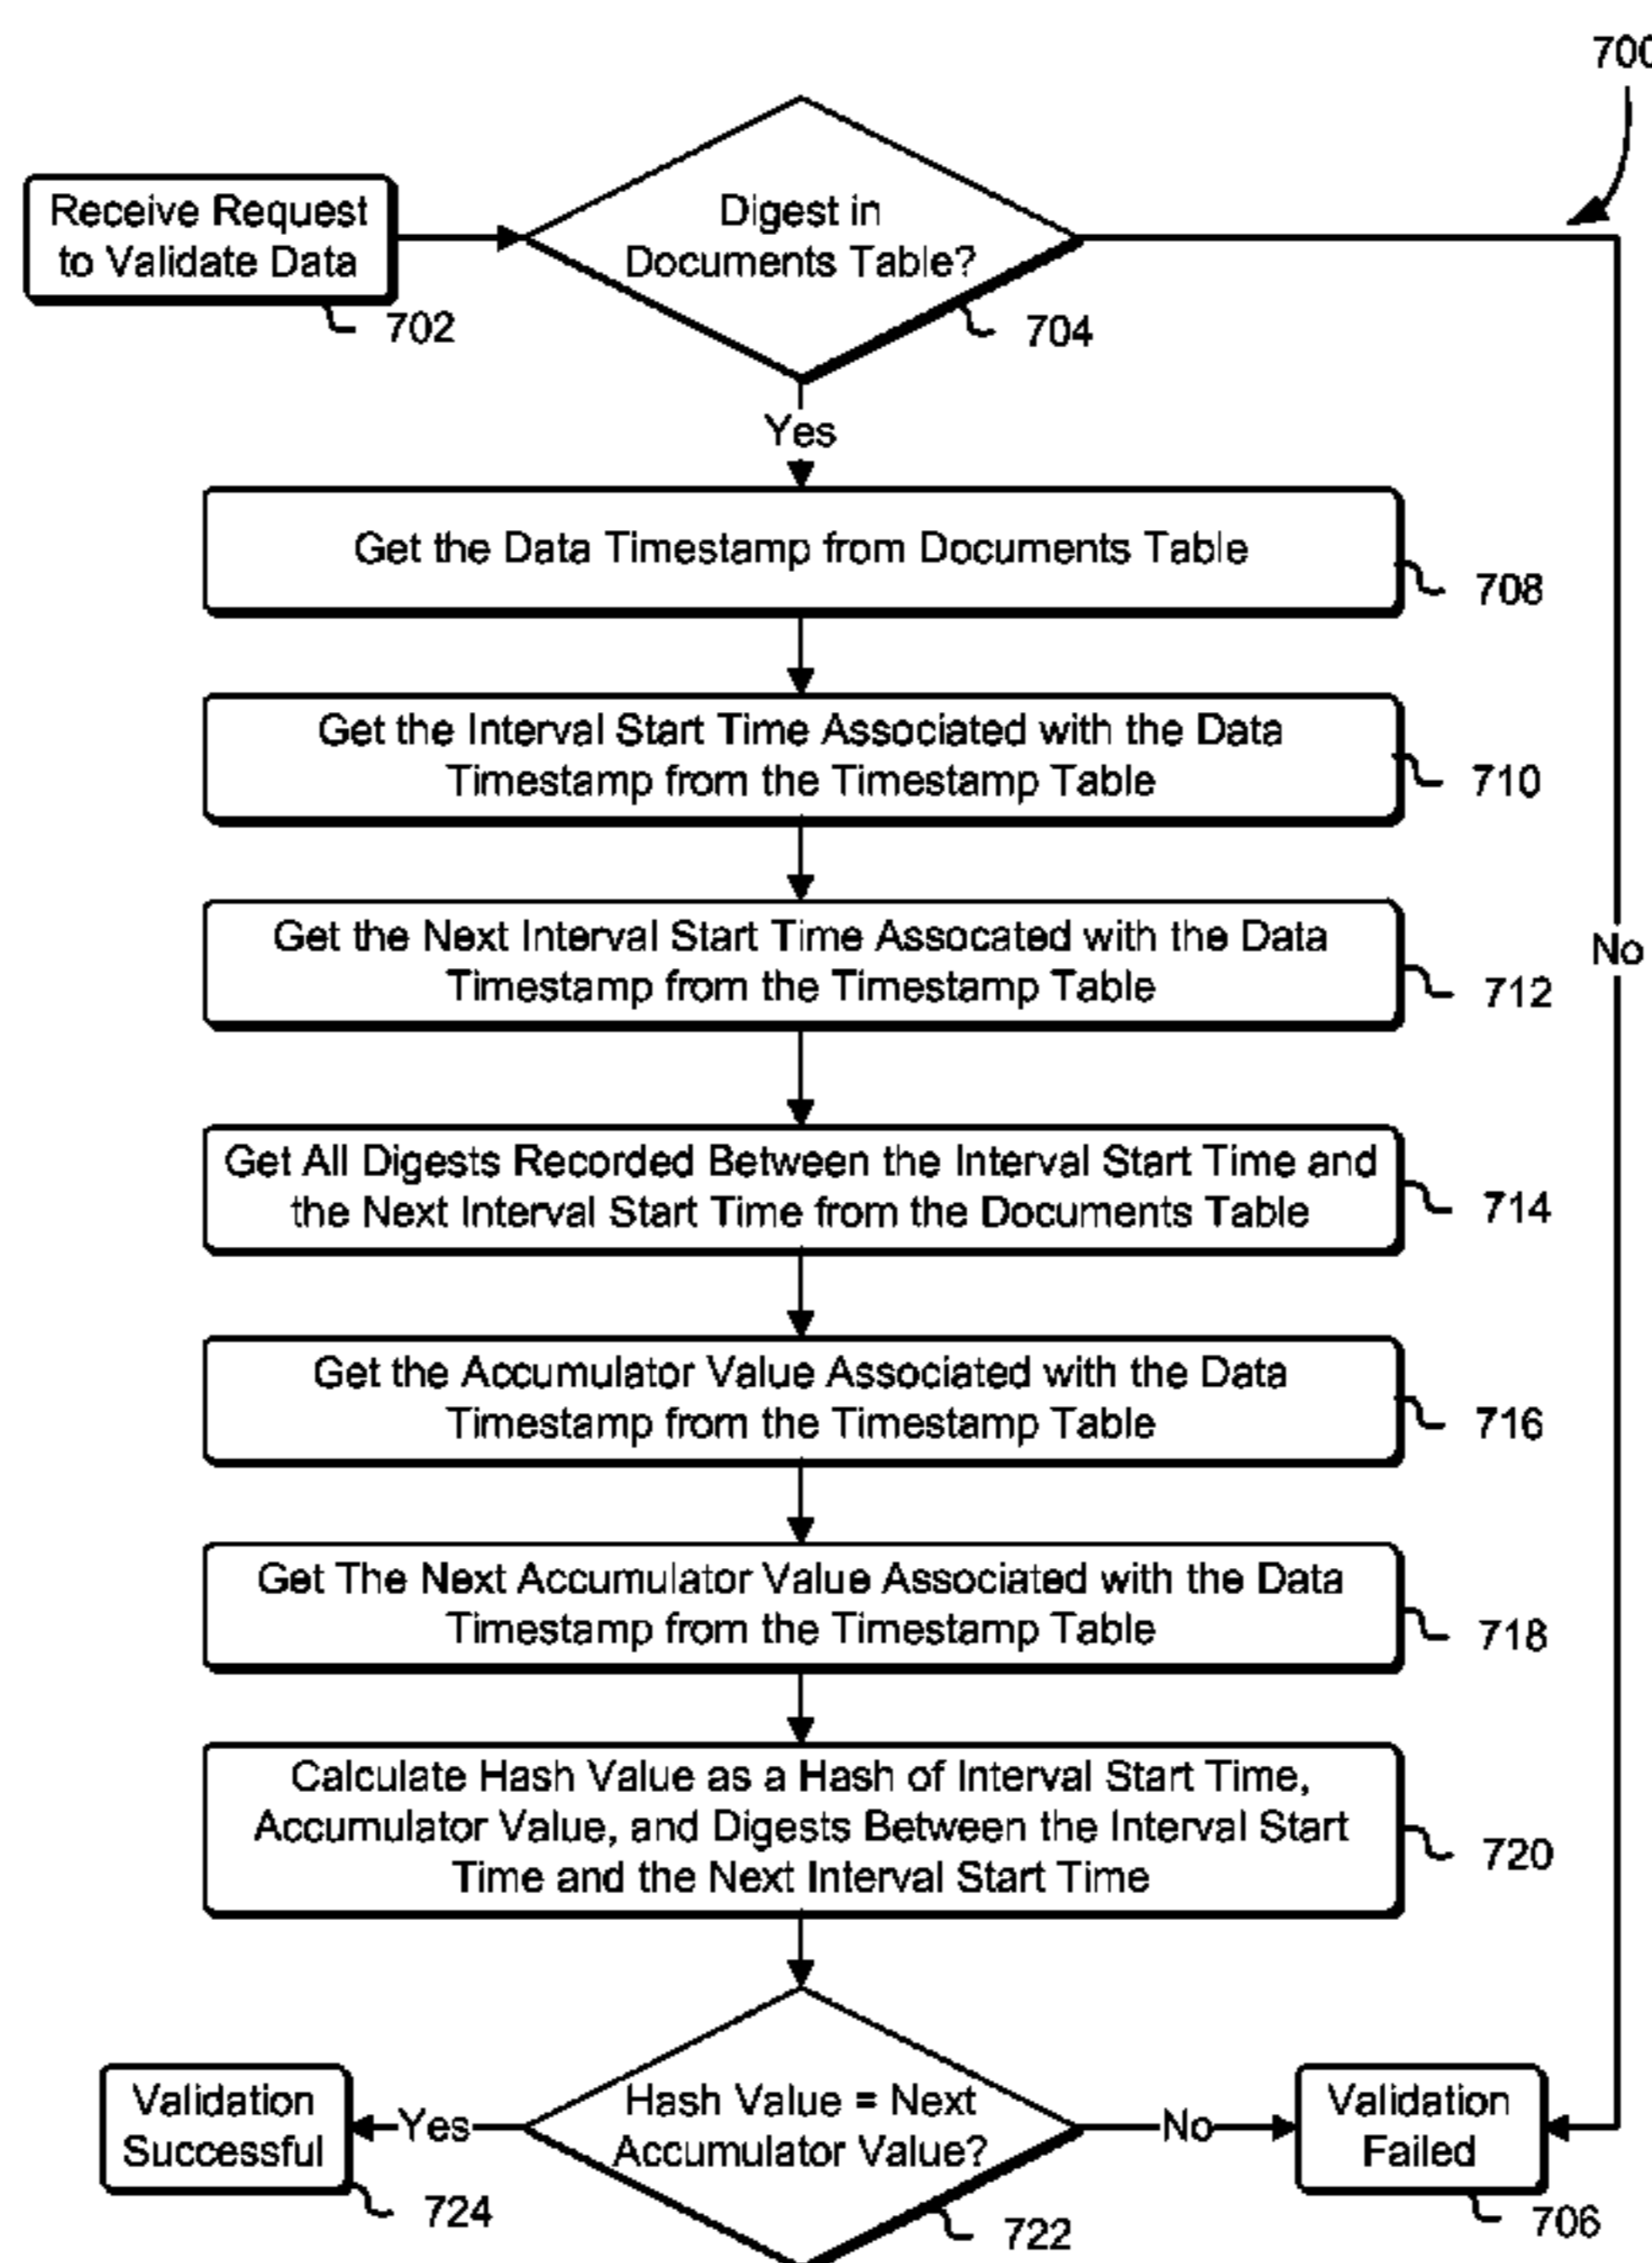 700
Receive Request
to Validate Data
702
Digest in
Documents Table?
704
Yes
Get the Data Timestamp from Documents Table
708
Get the Interval Start Time Associated with the Data
Timestamp from the Timestamp Table
710
Get the Next Interval Start Time Assocated with the Data
Timestamp from the Timestamp Table
712
No
Get All Digests Recorded Between the Interval Start Time and
the Next Interval Start Time from the Documents Table
714
Get the Accumulator Value Associated with the Data
Timestamp from the Timestamp Table
716
Get The Next Accumulator Value Associated with the Data
Timestamp from the Timestamp Table
718
Calculate Hash Value as a Hash of Interval Start Time,
Accumulator Value, and Digests Between the Interval Start
Time and the Next Interval Start Time
720
Hash Value = Next
Accumulator Value?
722
Yes
Validation
Successful
724
No
Validation
Failed
706